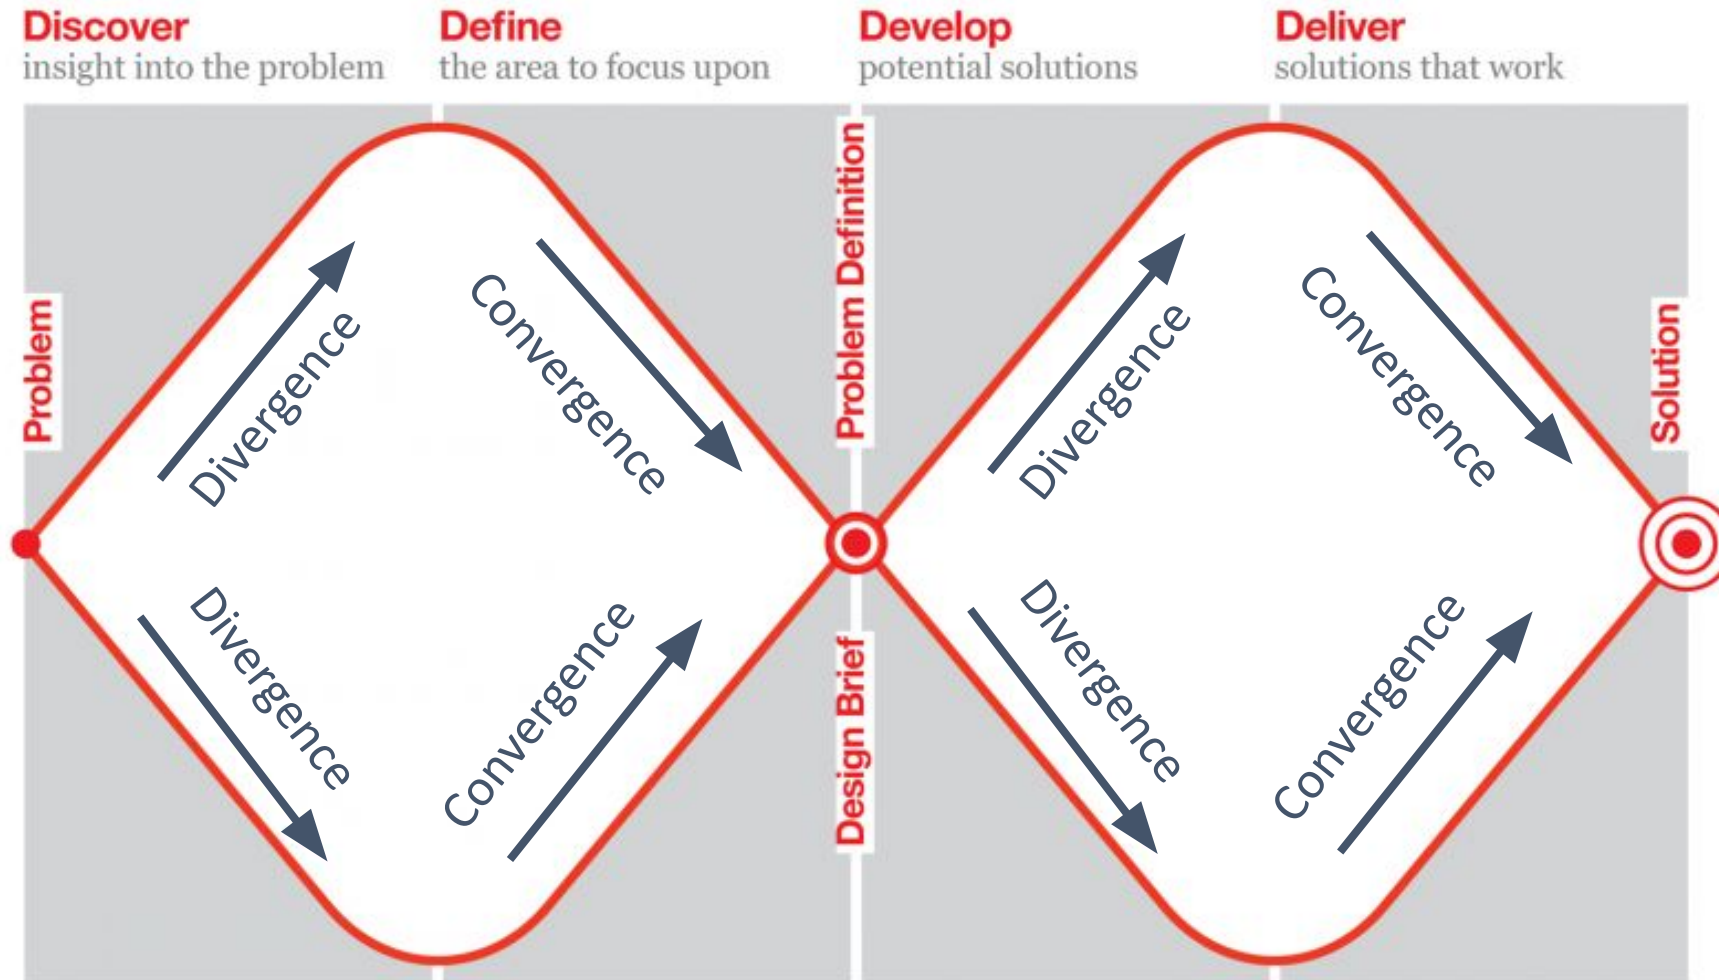 Discover
insight into the problem
Define
the area to focus upon
Develop
potential solutions
Deliver
solutions that work
Problem
Divergence
Convergence
Divergence
Convergence
Problem Definition
Design Brief
Divergence
Convergence
Divergence
Convergence
Solution